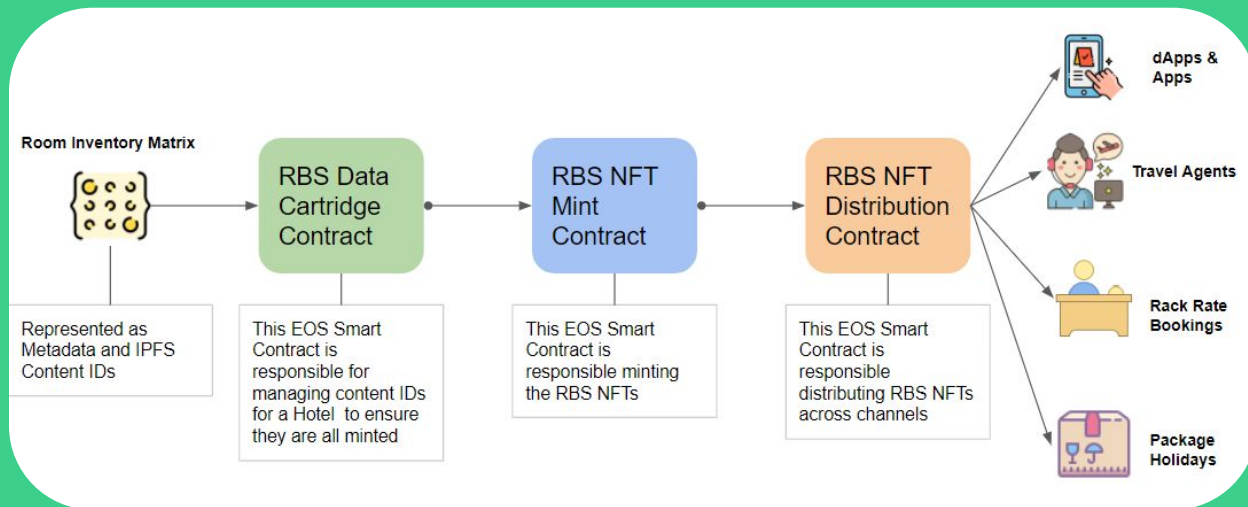 Room Inventory Matrix
RBS Data
Cartridge
Contract
RBS NFT
Mint
Contract
RBS NFT
Distribution
Contract
dApps &
Apps
Travel Agents
Rack Rate
Bookings
Package
Holidays
Represented as
Metadata and IPFS
Content IDs
This EOS Smart
Contract is
responsible for
managing content IDs
for a Hotel to ensure
they are all minted
This EOS Smart
Contract is
responsible minting
the RBS NFTs
This EOS Smart
Contract is
responsible
distributing RBS NFTs
across channels